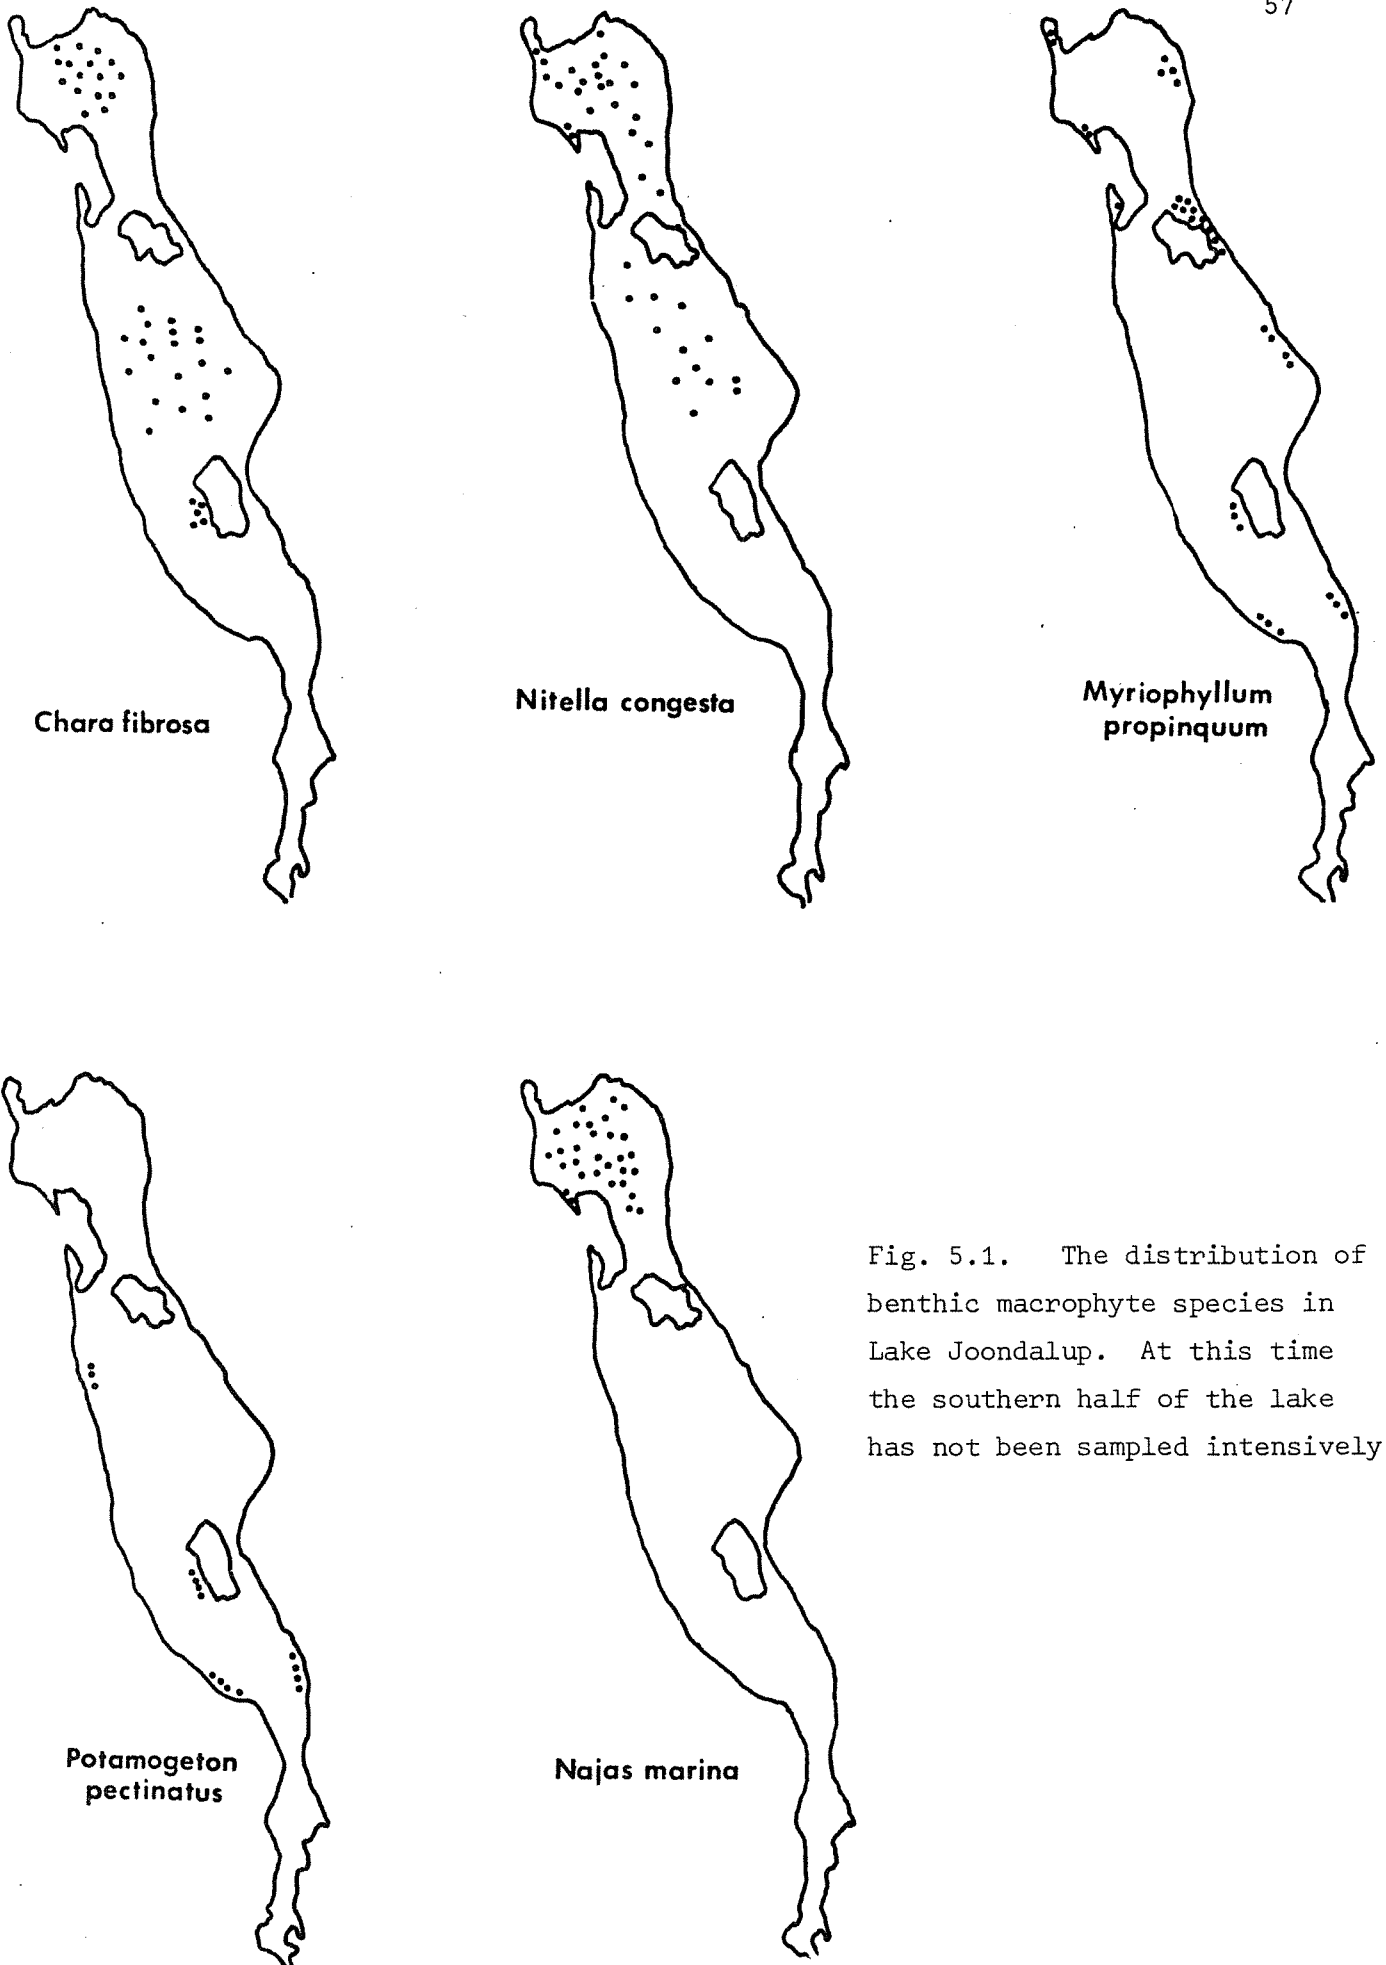 57
Chara fibrosa
Nitella congesta
Myriophyllum
propinquum
Potamogeton
pectinatus
Najas marina
Fig. 5.1. The distribution of
benthic macrophyte species in
Lake Joondalup. At this time
the southern half of the lake
has not been sampled intensively